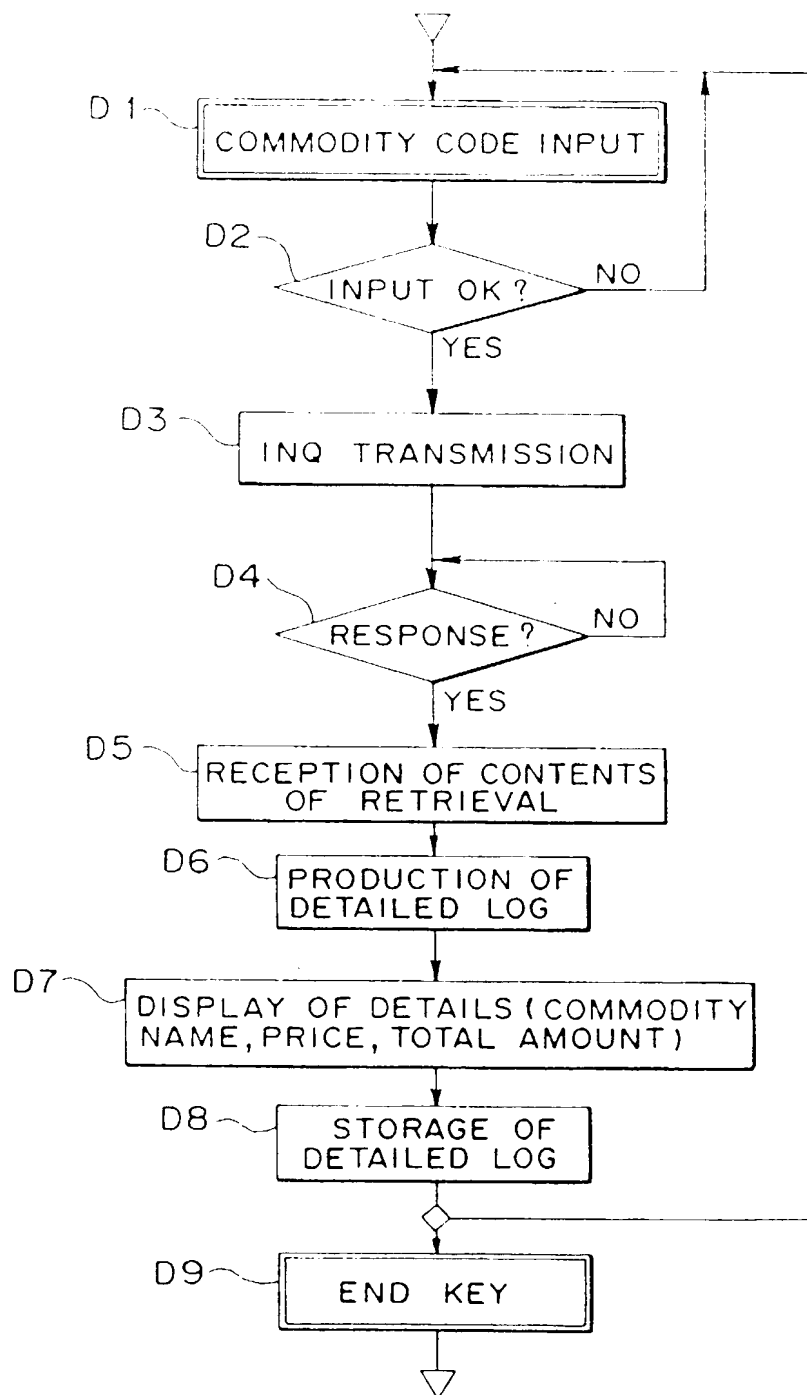 D1
COMMODITY CODE INPUT
D2
INPUT OK?
NO
YES
D3
INQ TRANSMISSION
D4
RESPONSE?
NO
YES
D5
RECEPTION OF CONTENTS
OF RETRIEVAL
D6
PRODUCTION OF
DETAILED LOG
D7
DISPLAY OF DETAILS (COMMODITY
NAME, PRICE, TOTAL AMOUNT)
D8
STORAGE OF
DETAILED LOG
D9
END KEY